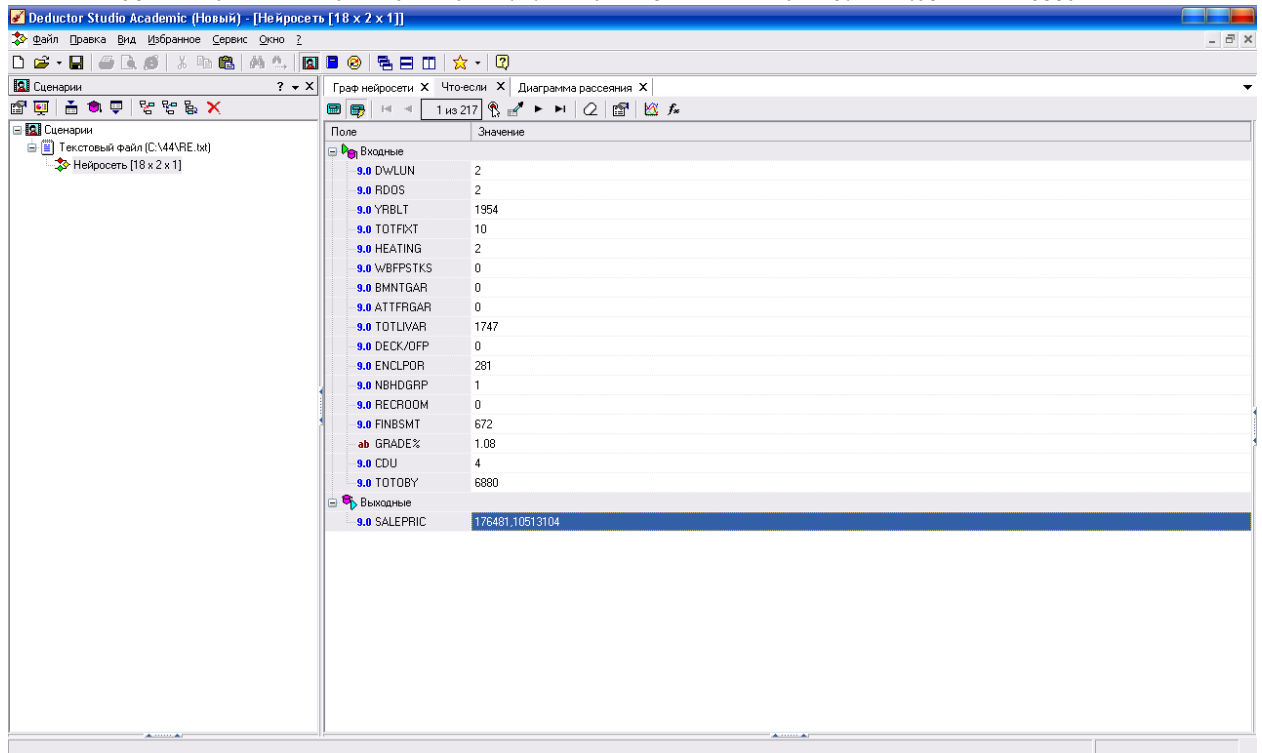 Deductor Studio Academic (Новый) - [Нейросеть [18 x 2 x 1]]
Файл Правка Вид Избранное Сервис Окно ?
Сценарии ? X
Граф нейросети X Что-если X Диаграмма рассеяния X
1 из 217
Поле Значение
Сценарии
Текстовый файл (C:\44\RE.txt)
Нейросеть [18 x 2 x 1]
Входные
9.0 DWLUN 2
9.0 RDOS 2
9.0 YRBLT 1954
9.0 TOTFIXT 10
9.0 HEATING 2
9.0 WBFPSTKS 0
9.0 BMNTGAR 0
9.0 ATTFRGAR 0
9.0 TOTLIVAR 1747
9.0 DECK/OFP 0
9.0 ENCLPOR 281
9.0 NBHDGRP 1
9.0 RECROOM 0
9.0 FINBSMT 672
ab GRADE% 1.08
9.0 CDU 4
9.0 TOTOBY 6880
Выходные
9.0 SALEPRIC 176481,10513104